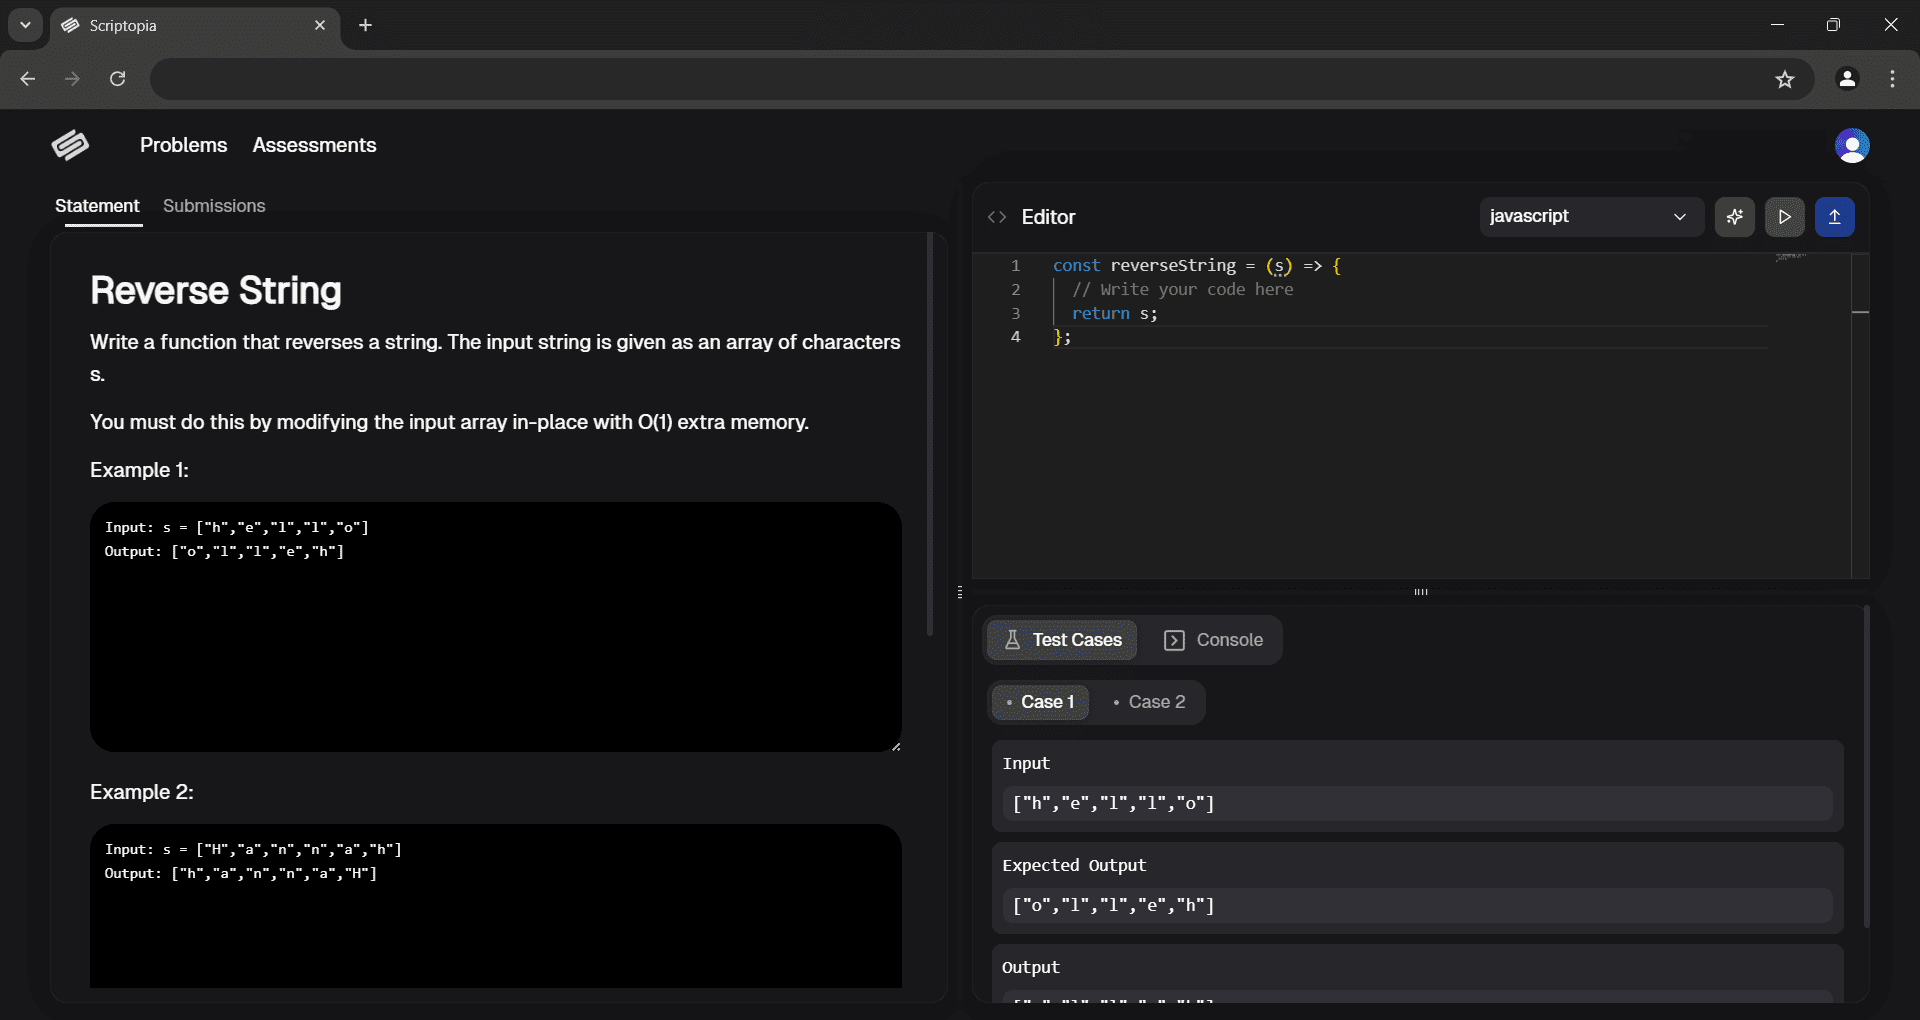 Scriptopia
Problems
Assessments
Statement
Submissions
Reverse String
Write a function that reverses a string. The input string is given as an array of characters
s.
You must do this by modifying the input array in-place with O(1) extra memory.
Example 1:
Input: s = ["h","e","l","l","o"]
Output: ["o","l","l","e","h"]
Example 2:
Input: s = ["H","a","n","n","a","h"]
Output: ["h","a","n","n","a","H"]
<> Editor
javascript
1 const reverseString = (s) => {
2 // Write your code here
3 return s;
4 };
Test Cases
Console
Case 1
Case 2
Input
["h","e","l","l","o"]
Expected Output
["o","l","l","e","h"]
Output